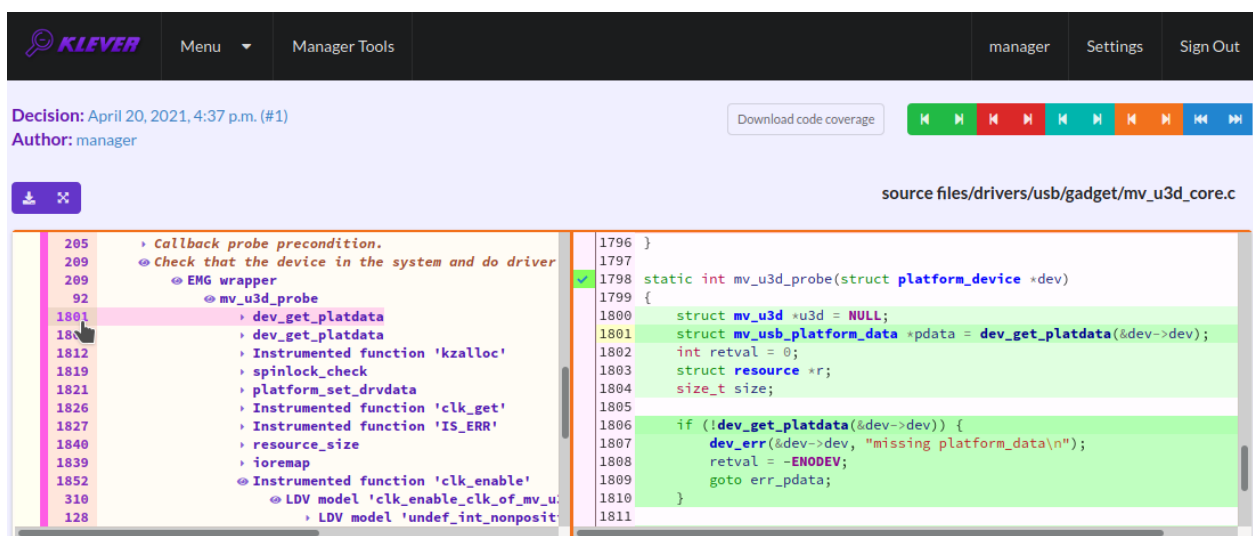 KLEVER Menu Manager Tools manager Settings Sign Out
Decision: April 20, 2021, 4:37 p.m. (#1)
Author: manager
Download code coverage
source files/drivers/usb/gadget/mv_u3d_core.c
205 Callback probe precondition.
209 Check that the device in the system and do driver
209 EMG wrapper
92 mv_u3d_probe
1801 dev_get_platdata
dev_get_platdata
1812 Instrumented function 'kzalloc'
1819 spinlock_check
1821 platform_set_drvdata
1826 Instrumented function 'clk_get'
1827 Instrumented function 'IS_ERR'
1840 resource_size
1839 ioremap
1852 Instrumented function 'clk_enable'
310 LDV model 'clk_enable_clk_of_mv_u
128 LDV model 'undef_int_nonposit
1796 }
1797
1798 static int mv_u3d_probe(struct platform_device *dev)
1799 {
1800 struct mv_u3d *u3d = NULL;
1801 struct mv_usb_platform_data *pdata = dev_get_platdata(&dev->dev);
1802 int retval = 0;
1803 struct resource *r;
1804 size_t size;
1805
1806 if (!dev_get_platdata(&dev->dev)) {
1807 dev_err(&dev->dev, "missing platform_data\n");
1808 retval = -ENODEV;
1809 goto err_pdata;
1810 }
1811